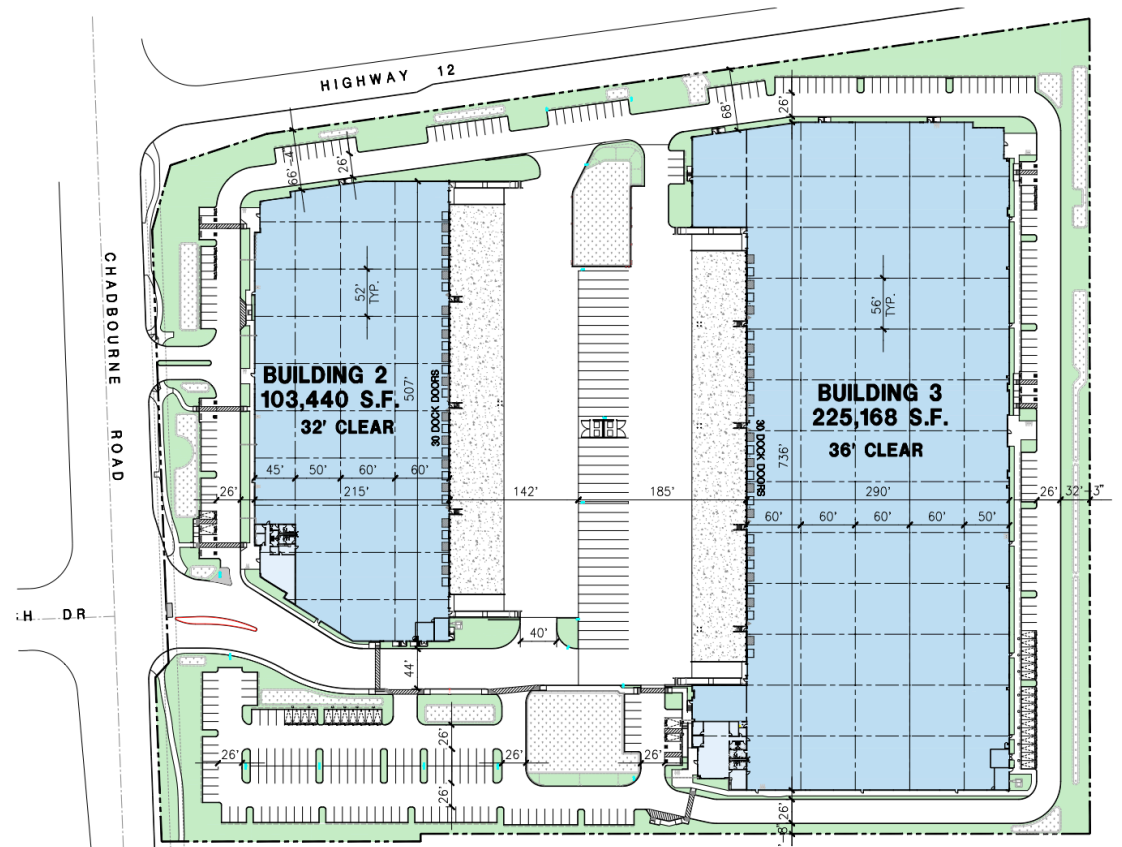 HIGHWAY 12
68'
26'
66'-4"
26'
CHADBOURNE ROAD
52'
TYP.
56'
TYP.
BUILDING 2
103,440 S.F.
32' CLEAR
507'
30 DOCK DOORS
BUILDING 3
225,168 S.F.
36' CLEAR
30 DOCK DOORS
736'
45' 50' 60' 60'
26' 215' 142' 185' 290' 26' 32'-3"
60' 60' 60' 60' 50'
H DR
40'
44'
26'
26' 26' 26'
26'
26'